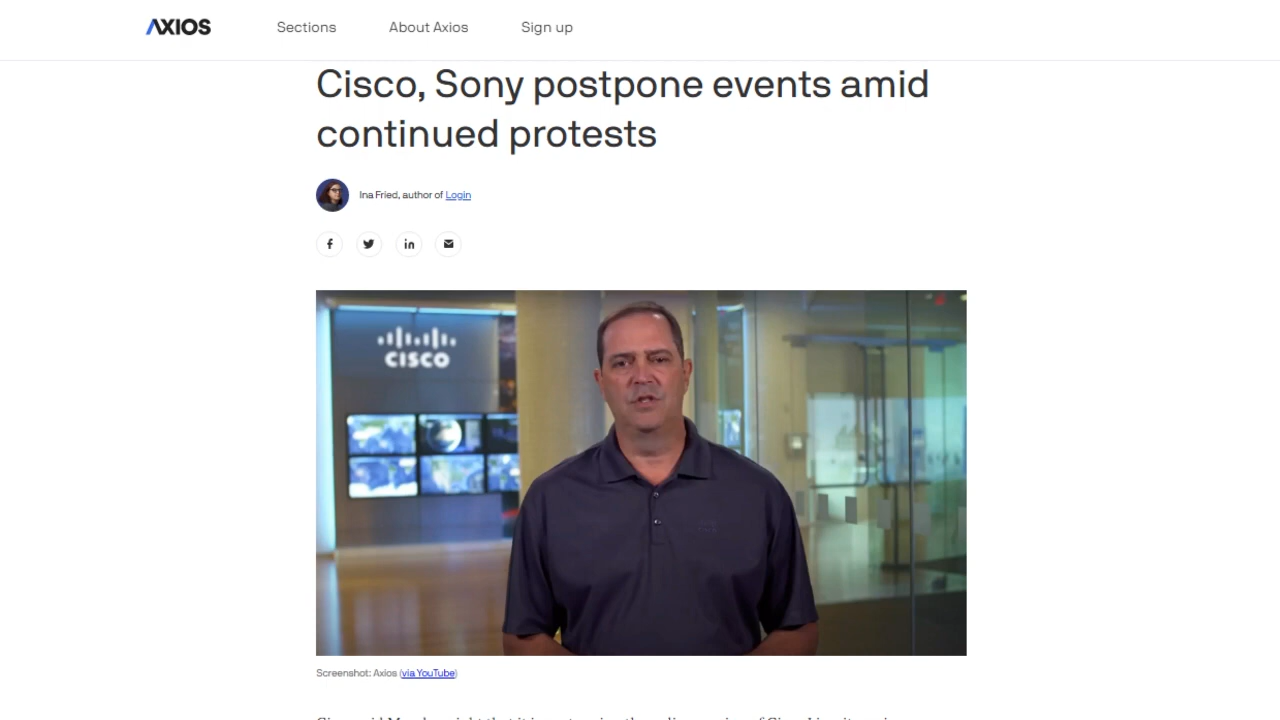 AXIOS
Sections
About Axios
Sign up
Cisco, Sony postpone events amid
continued protests
Ina Fried, author of Login
CISCO
Screenshot: Axios (via YouTube)